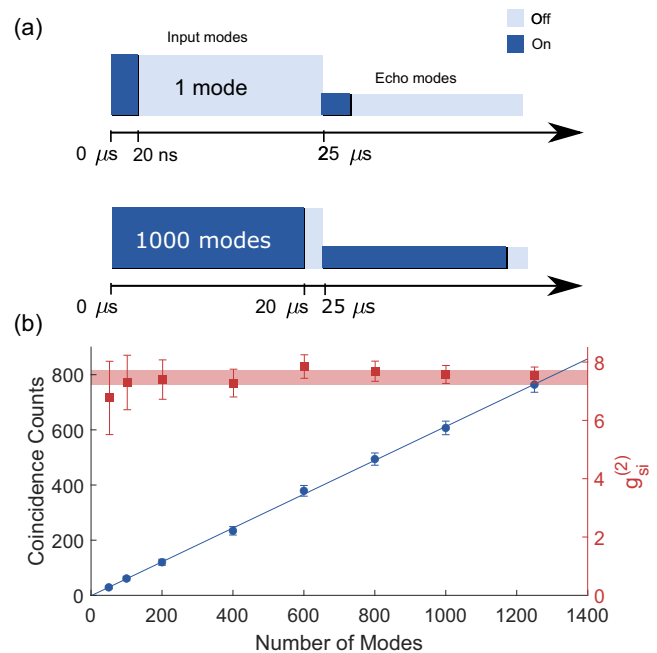 (a)
Input modes
Off
On
1 mode
Echo modes
0 μs
20 ns
25 μs
1000 modes
0 μs
20 μs
25 μs
(b)
800
600
400
200
0
Coincidence Counts
8
6
4
2
0
g_si^(2)
0 200 400 600 800 1000 1200 1400
Number of Modes